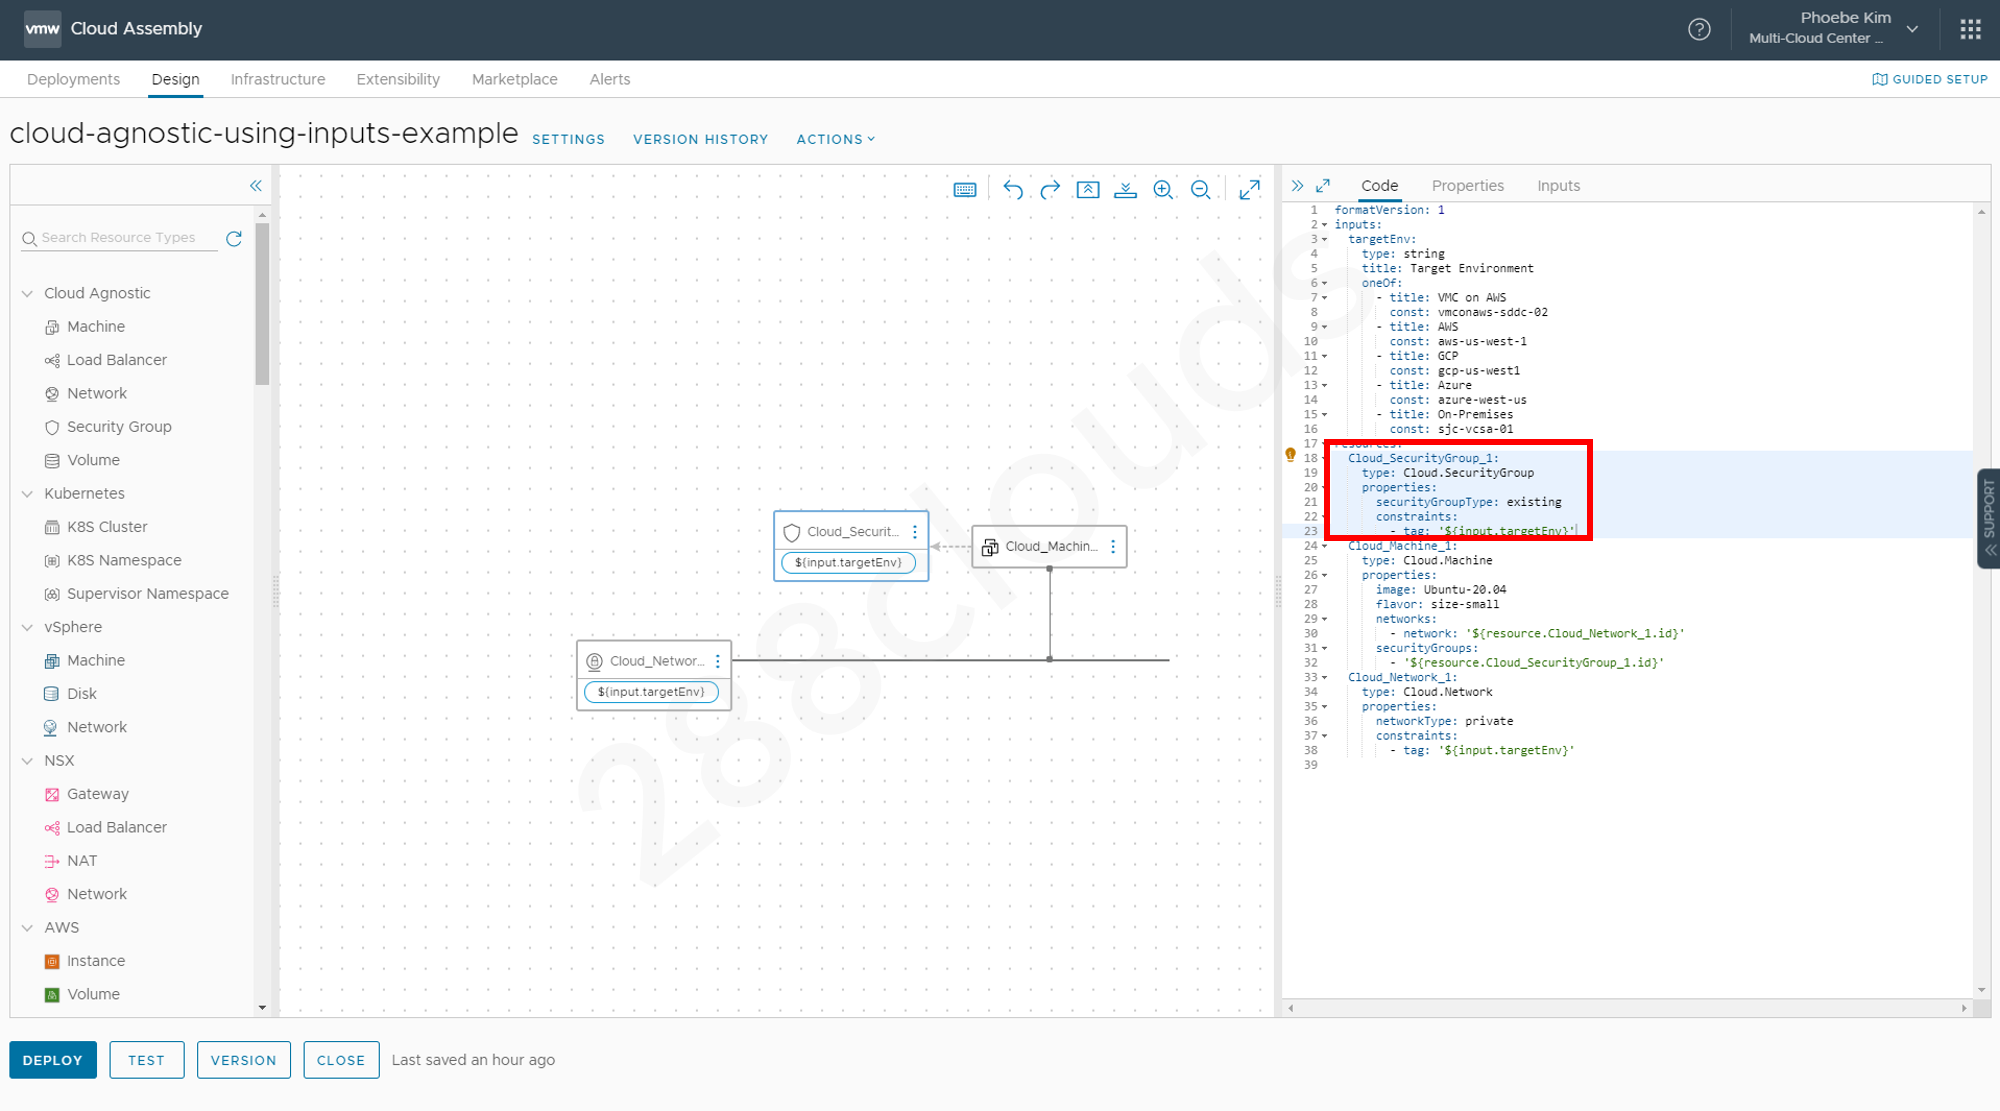 vmw Cloud Assembly
Phoebe Kim
Multi-Cloud Center ...
Deployments Design Infrastructure Extensibility Marketplace Alerts
GUIDED SETUP
cloud-agnostic-using-inputs-example SETTINGS VERSION HISTORY ACTIONS
Search Resource Types
Cloud Agnostic
Machine
Load Balancer
Network
Security Group
Volume
Kubernetes
K8S Cluster
K8S Namespace
Supervisor Namespace
vSphere
Machine
Disk
Network
NSX
Gateway
Load Balancer
NAT
Network
AWS
Instance
Volume
Cloud_Securit...
${input.targetEnv}
Cloud_Machin...
Cloud_Networ...
${input.targetEnv}
288clouds
Code Properties Inputs
1 formatVersion: 1
2 inputs:
3 targetEnv:
4 type: string
5 title: Target Environment
6 oneOf:
7 - title: VMC on AWS
8 const: vmconaws-sddc-02
9 - title: AWS
10 const: aws-us-west-1
11 - title: GCP
12 const: gcp-us-west1
13 - title: Azure
14 const: azure-west-us
15 - title: On-Premises
16 const: sjc-vcsa-01
17 resources:
18 Cloud_SecurityGroup_1:
19 type: Cloud.SecurityGroup
20 properties:
21 securityGroupType: existing
22 constraints:
23 - tag: '${input.targetEnv}'
24 Cloud_Machine_1:
25 type: Cloud.Machine
26 properties:
27 image: Ubuntu-20.04
28 flavor: size-small
29 networks:
30 - network: '${resource.Cloud_Network_1.id}'
31 securityGroups:
32 - '${resource.Cloud_SecurityGroup_1.id}'
33 Cloud_Network_1:
34 type: Cloud.Network
35 properties:
36 networkType: private
37 constraints:
38 - tag: '${input.targetEnv}'
39
SUPPORT
DEPLOY TEST VERSION CLOSE Last saved an hour ago